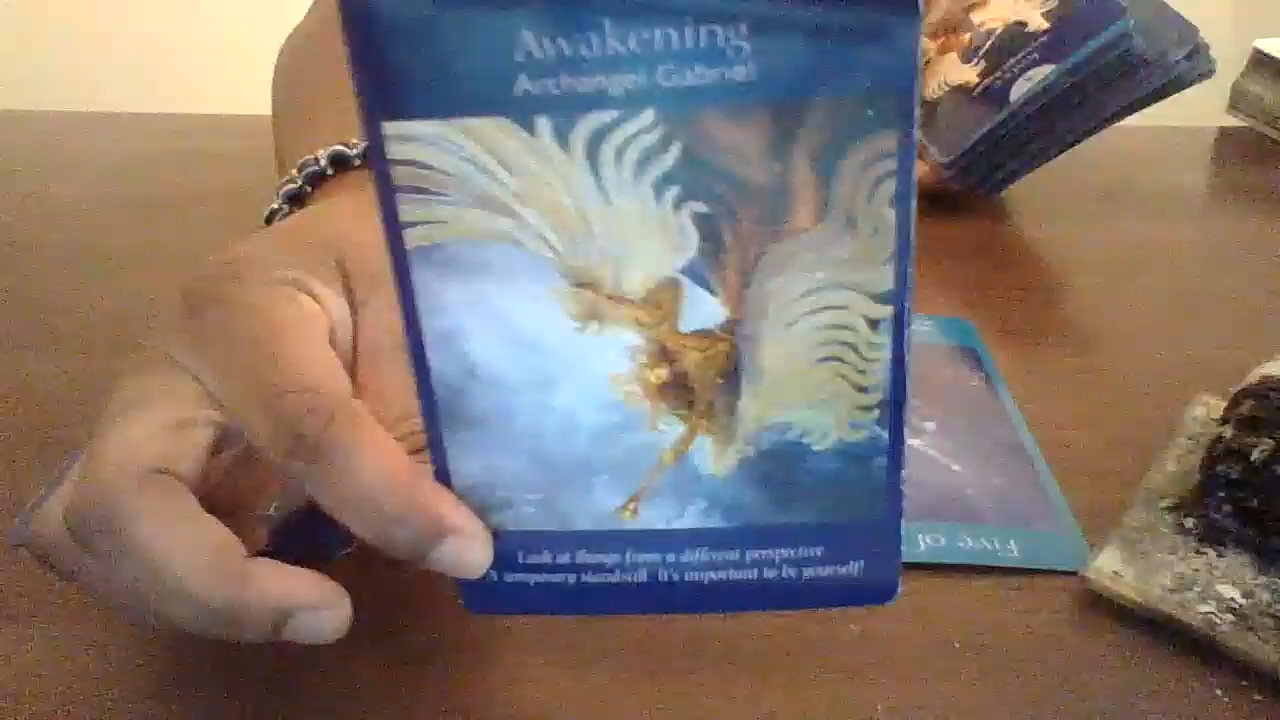 Awakening
Archangel Gabriel
Look at things from a different perspective
A temporary standstill. It's important to be yourself!
Five of